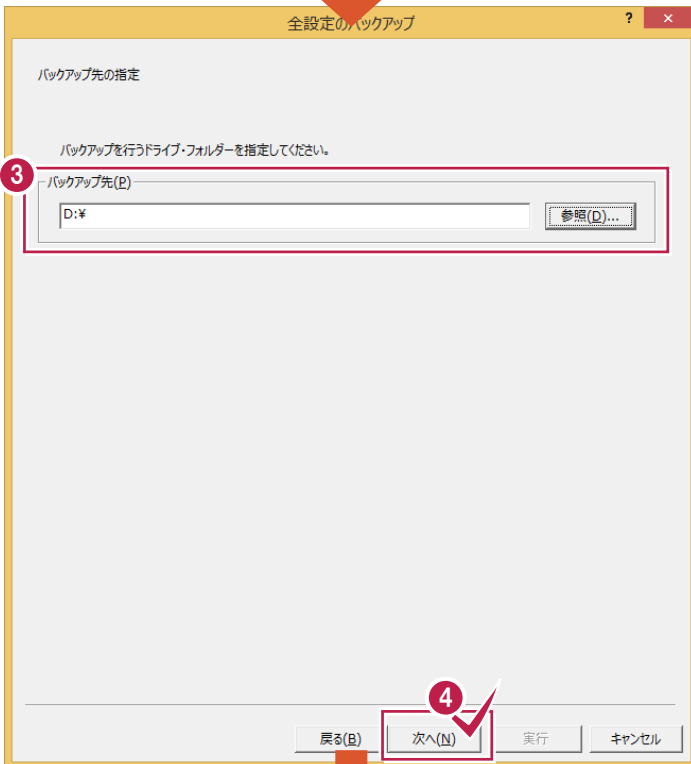 全設定のバックアップ
? ×
バックアップ先の指定
バックアップを行うドライブ・フォルダーを指定してください。
3
バックアップ先(P)
D:¥
参照(D)...
4
戻る(B)
次へ(N)
実行
キャンセル